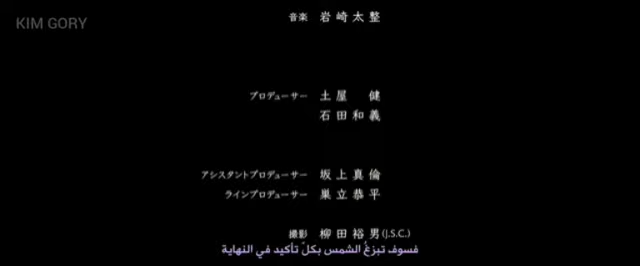 KIM GORY
音楽 岩崎太整
プロデューサー 土屋 健
石田和義
アシスタントプロデューサー 坂上真倫
ラインプロデューサー 巣立恭平
撮影 柳田裕男(J.S.C.)
فسوف تبزغُ الشمس بكلّ تأكيد في النهاية